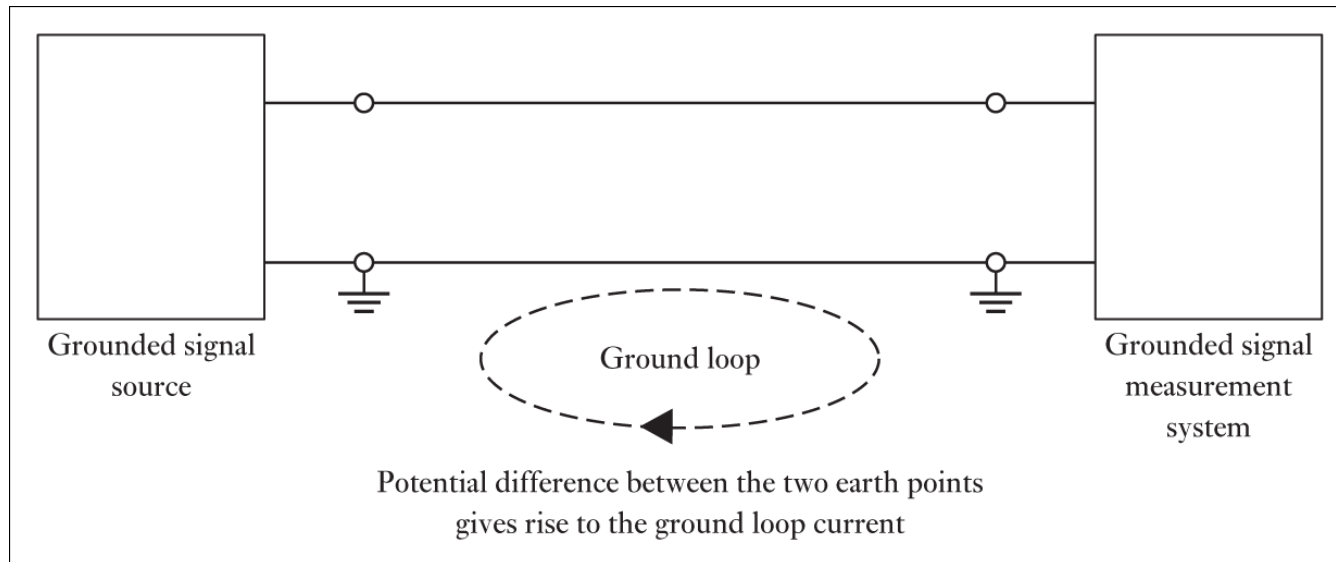 Grounded signal
source
Ground loop
Grounded signal
measurement
system
Potential difference between the two earth points
gives rise to the ground loop current